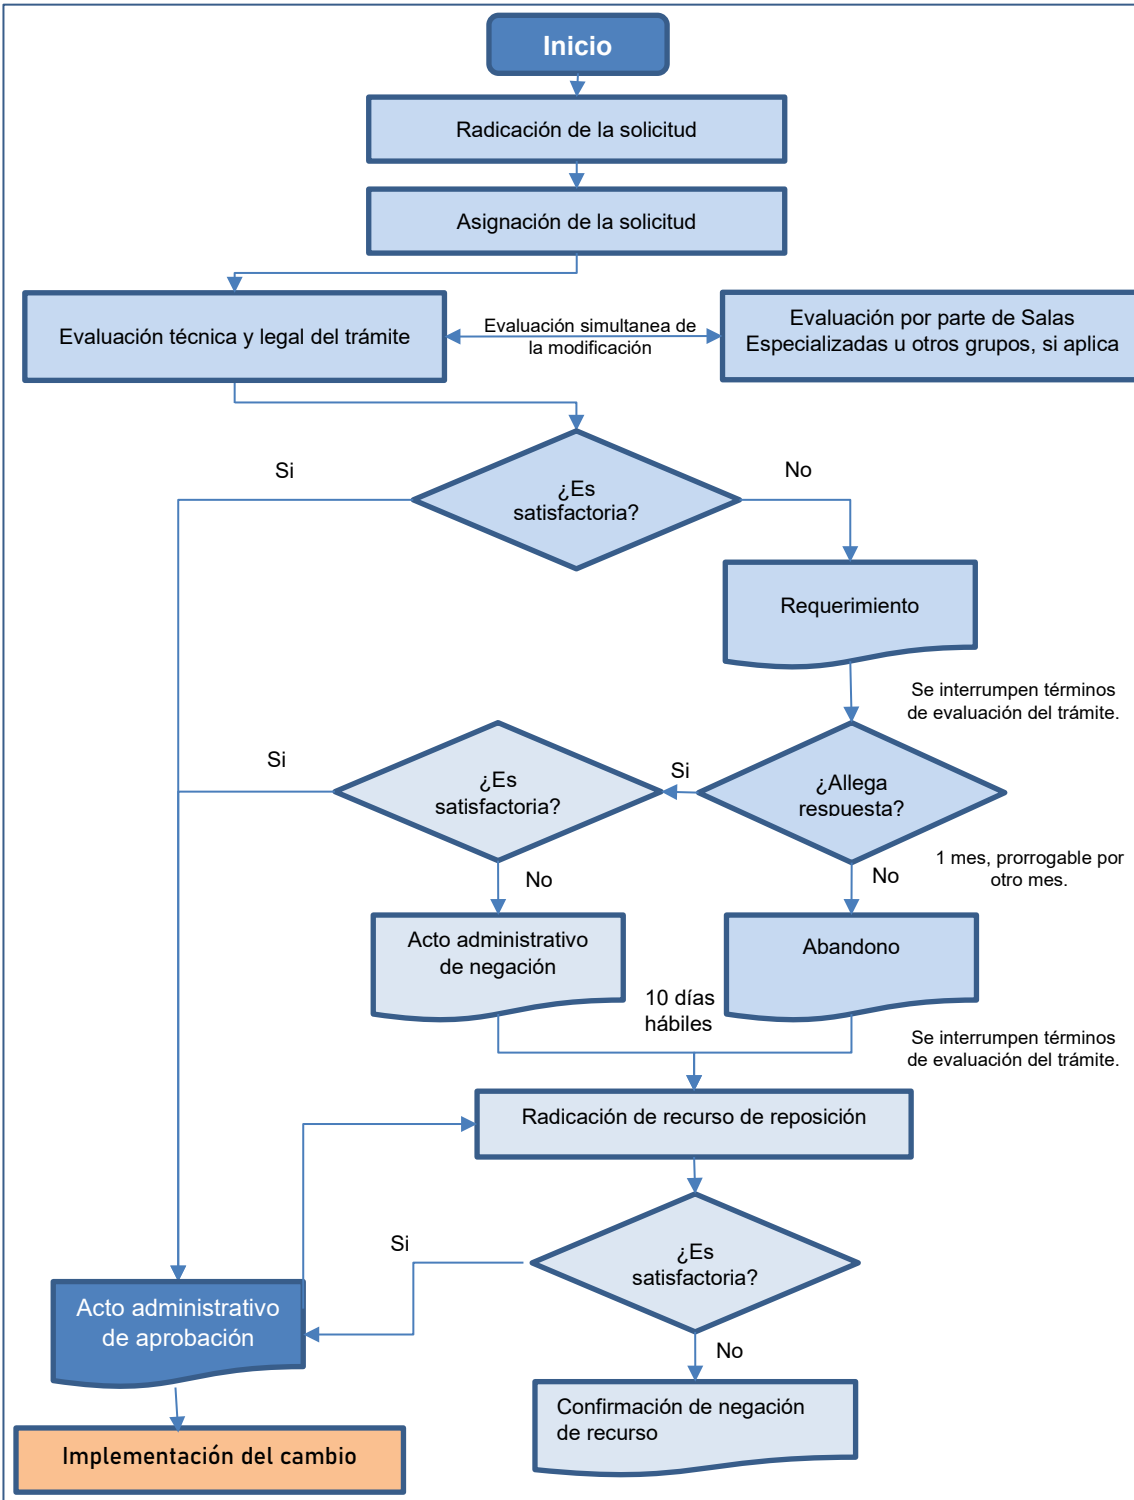 Inicio
Radicación de la solicitud
Asignación de la solicitud
Evaluación técnica y legal del trámite
Evaluación simultanea de
la modificación
Evaluación por parte de Salas
Especializadas u otros grupos, si aplica
Si
No
¿Es
satisfactoria?
Requerimiento
Se interrumpen términos
de evaluación del trámite.
Si
¿Es
satisfactoria?
Si
¿Allega
respuesta?
1 mes, prorrogable por
otro mes.
No
No
Acto administrativo
de negación
Abandono
10 días
hábiles
Se interrumpen términos
de evaluación del trámite.
Radicación de recurso de reposición
Si
¿Es
satisfactoria?
Acto administrativo
de aprobación
No
Confirmación de negación
de recurso
Implementación del cambio